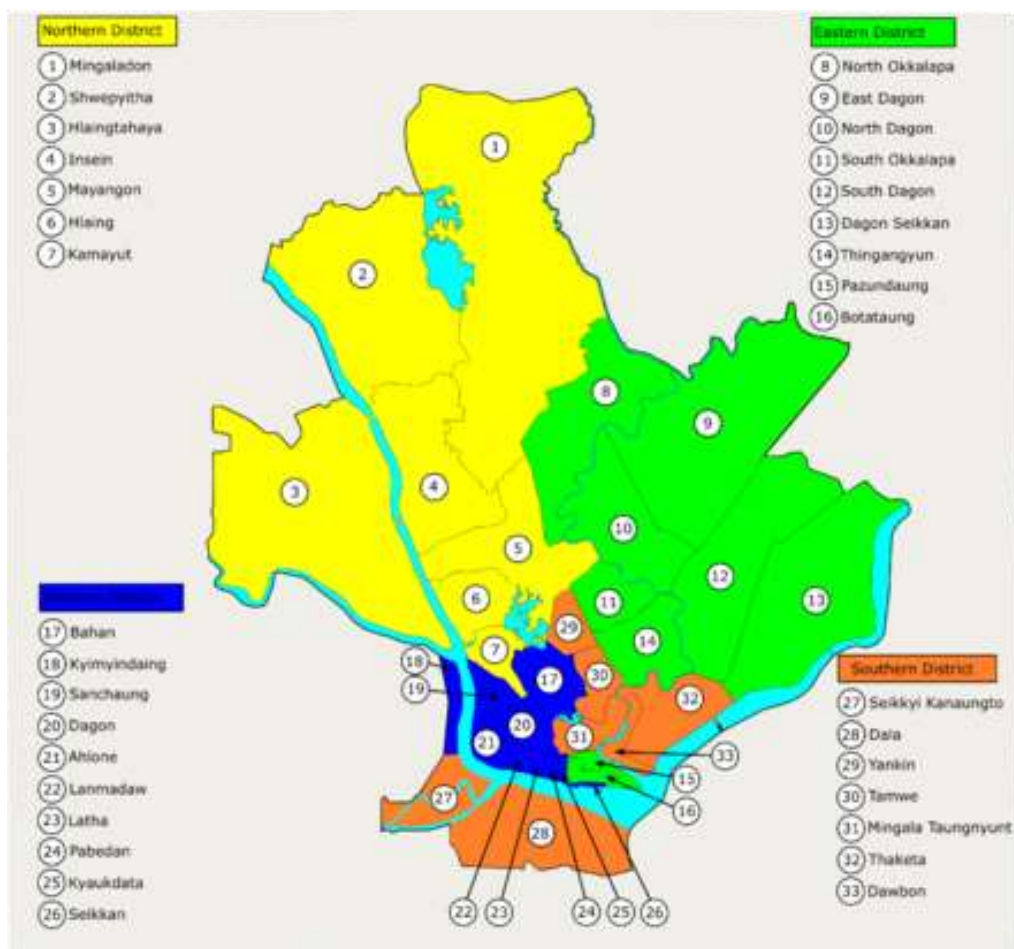 Northern District
1 Mingaladon
2 Shwepyitha
3 Hlaingtahaya
4 Insein
5 Mayangon
6 Hlaing
7 Kamayut
Eastern District
8 North Okkalapa
9 East Dagon
10 North Dagon
11 South Okkalapa
12 South Dagon
13 Dagon Seikkan
14 Thingangyun
15 Pazundaung
16 Botataung
1
2
3
4
5
6
7
8
9
10
11
12
13
14
29
30
17
18
19
20
21
31
32
33
15
16
27
28
22
23
24
25
26
17 Bahan
18 Kyimyindaing
19 Sanchaung
20 Dagon
21 Ahlone
22 Lanmadaw
23 Latha
24 Pabedan
25 Kyaukdata
26 Seikkan
Southern District
27 Seikkyi Kanaungto
28 Dala
29 Yankin
30 Tamwe
31 Mingala Taungnyunt
32 Thaketa
33 Dawbon